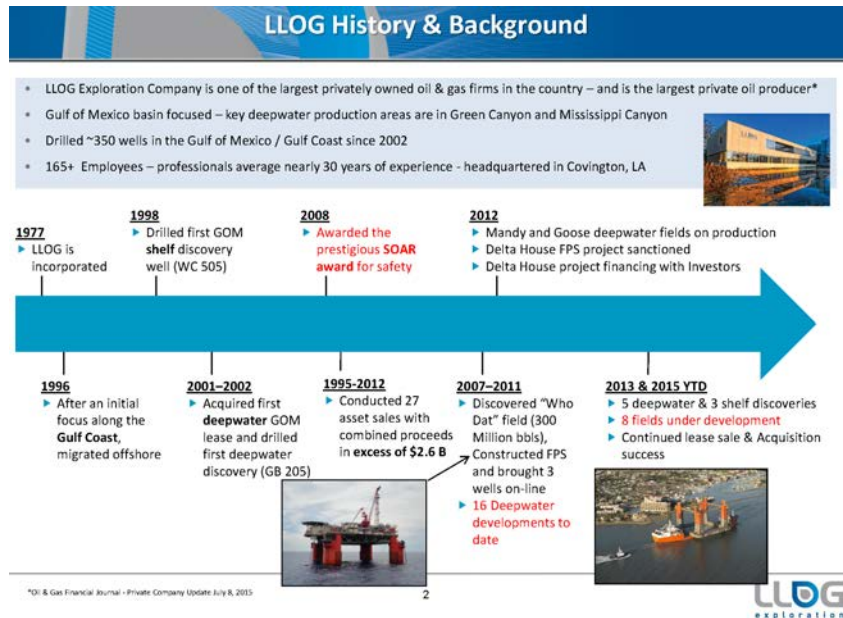 LLOG History & Background
• LLOG Exploration Company is one of the largest privately owned oil & gas firms in the country – and is the largest private oil producer*
• Gulf of Mexico basin focused – key deepwater production areas are in Green Canyon and Mississippi Canyon
• Drilled ~350 wells in the Gulf of Mexico / Gulf Coast since 2002
• 165+ Employees – professionals average nearly 30 years of experience - headquartered in Covington, LA
1977
LLOG is
incorporated
1998
Drilled first GOM
shelf discovery
well (WC 505)
2008
Awarded the
prestigious SOAR
award for safety
2012
Mandy and Goose deepwater fields on production
Delta House FPS project sanctioned
Delta House project financing with Investors
1996
After an initial
focus along the
Gulf Coast,
migrated offshore
2001–2002
Acquired first
deepwater GOM
lease and drilled
first deepwater
discovery (GB 205)
1995-2012
Conducted 27
asset sales with
combined proceeds
in excess of $2.6 B
2007–2011
Discovered "Who
Dat" field (300
Million bbls),
Constructed FPS
and brought 3
wells on-line
16 Deepwater
developments to
date
2013 & 2015 YTD
5 deepwater & 3 shelf discoveries
8 fields under development
Continued lease sale & Acquisition
success
*Oil & Gas Financial Journal - Private Company Update July 8, 2015
2
LLOG
exploration